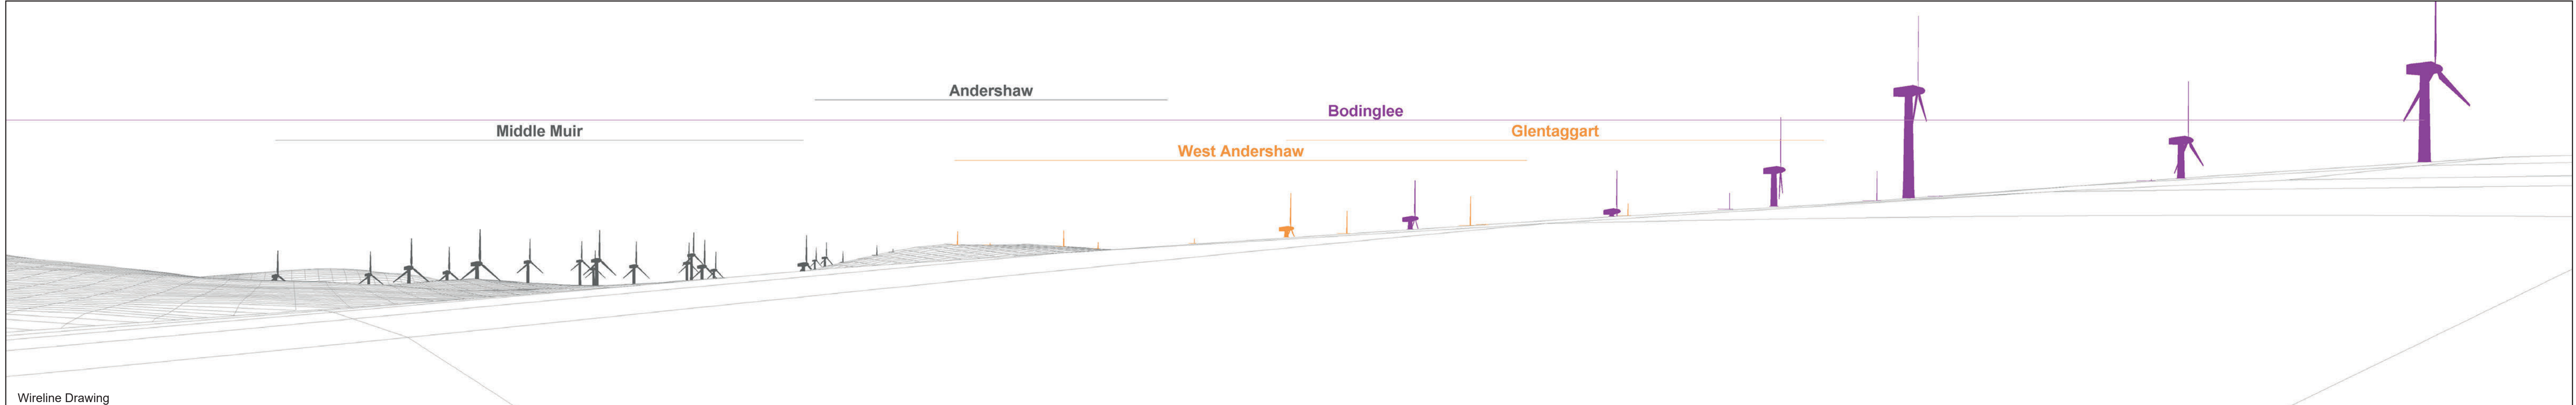 Andershaw
Bodinglee
Middle Muir
Glentaggart
West Andershaw
Wireline Drawing